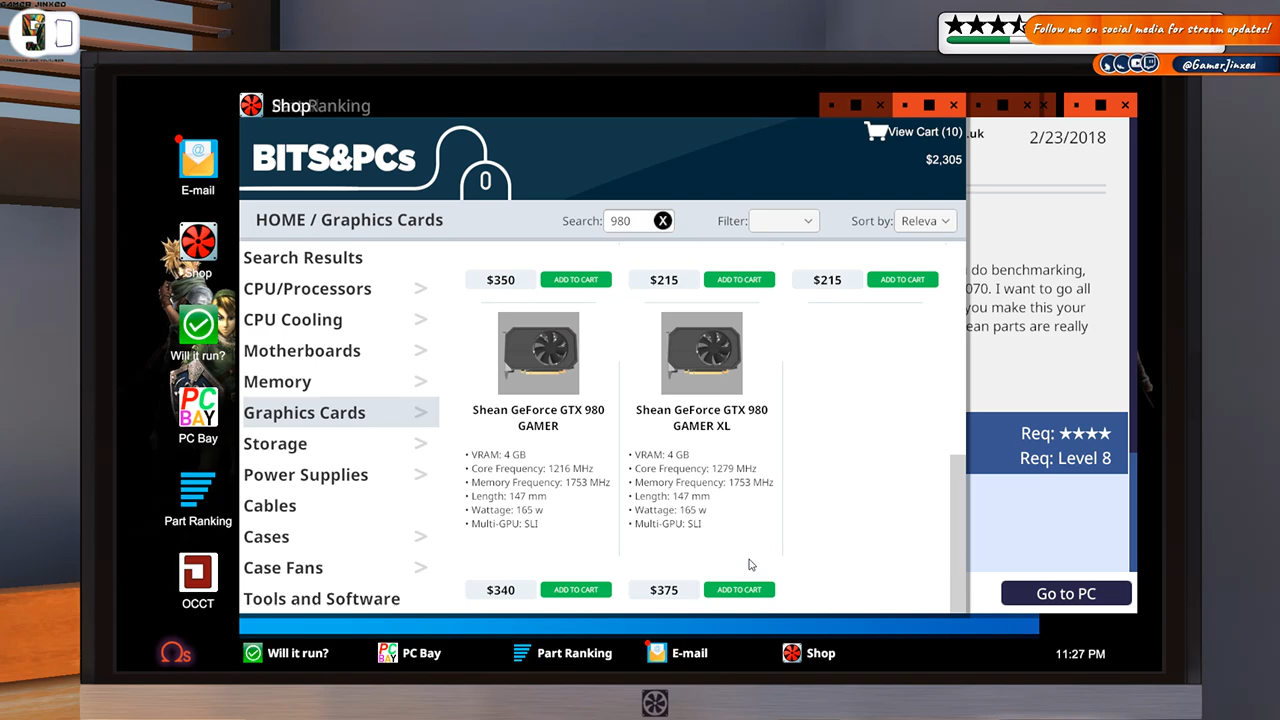 GAMER JINXED
Follow me on social media for stream updates!
@GamerJinxed
Shop
Ranking
BITS&PCs
View Cart (10)
$2,305
.uk
2/23/2018
HOME / Graphics Cards
Search: 980 X
Filter:
Sort by: Releva
E-mail
Shop
Will it run?
PC Bay
Part Ranking
OCCT
Search Results
CPU/Processors >
CPU Cooling >
Motherboards >
Memory >
Graphics Cards >
Storage >
Power Supplies >
Cables
Cases >
Case Fans >
Tools and Software
$350 ADD TO CART
$215 ADD TO CART
$215 ADD TO CART
Shean GeForce GTX 980
GAMER
• VRAM: 4 GB
• Core Frequency: 1216 MHz
• Memory Frequency: 1753 MHz
• Length: 147 mm
• Wattage: 165 w
• Multi-GPU: SLI
$340 ADD TO CART
Shean GeForce GTX 980
GAMER XL
• VRAM: 4 GB
• Core Frequency: 1279 MHz
• Memory Frequency: 1753 MHz
• Length: 147 mm
• Wattage: 165 w
• Multi-GPU: SLI
$375 ADD TO CART
do benchmarking,
070. I want to go all
you make this your
ean parts are really
Req: ★★★★
Req: Level 8
Go to PC
Ωs
Will it run?
PC Bay
Part Ranking
E-mail
Shop
11:27 PM